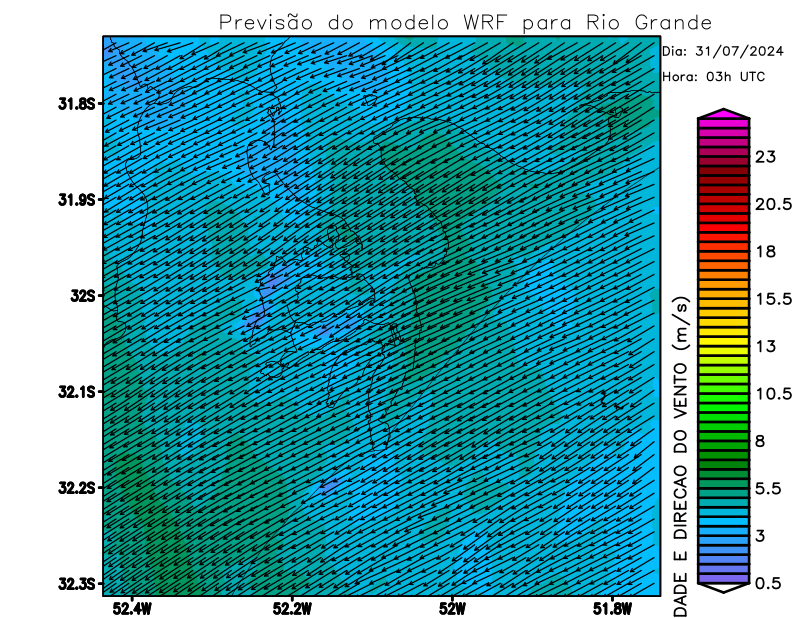 Previsão do modelo WRF para Rio Grande
Dia: 31/07/2024
Hora: 03h UTC
31.8S
31.9S
32S
32.1S
32.2S
32.3S
52.4W
52.2W
52W
51.8W
23
20.5
18
15.5
13
10.5
8
5.5
3
0.5
DADE E DIRECAO DO VENTO (m/s)